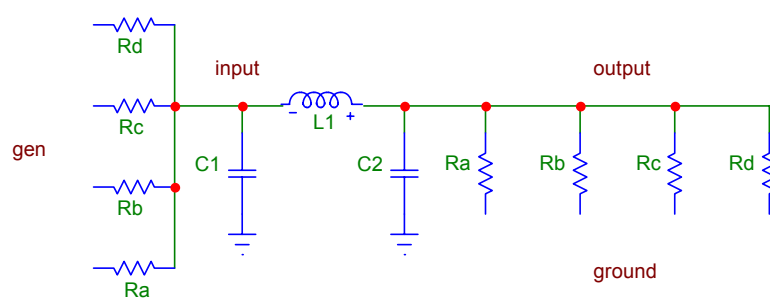 Rd
input
output
Rc
L1
gen
C1
C2
Ra
Rb
Rc
Rd
Rb
ground
Ra